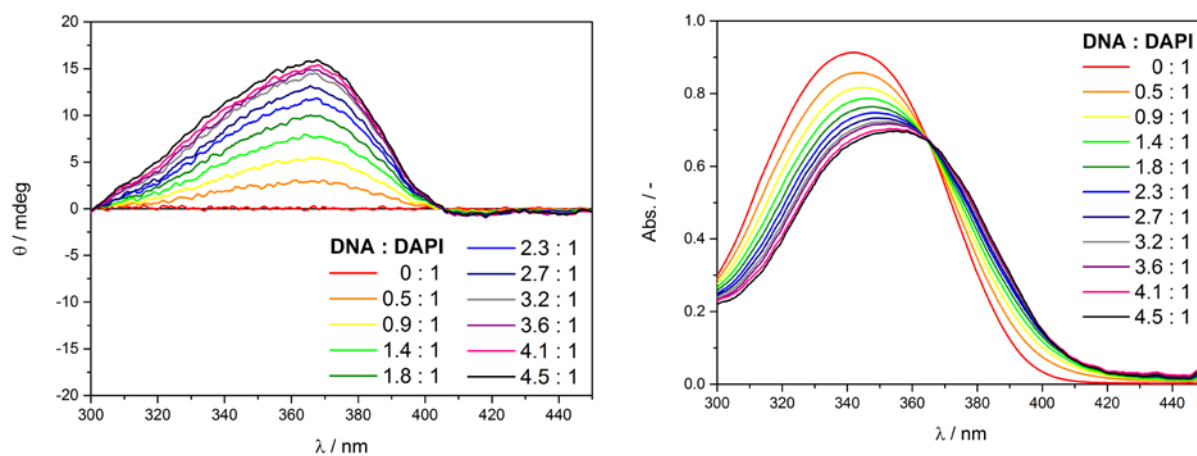 20
15
10
5
0
-5
-10
-15
-20
θ / mdeg
DNA : DAPI
0 : 1
0.5 : 1
0.9 : 1
1.4 : 1
1.8 : 1
2.3 : 1
2.7 : 1
3.2 : 1
3.6 : 1
4.1 : 1
4.5 : 1
300 320 340 360 380 400 420 440
λ / nm
1.0
0.8
0.6
0.4
0.2
0.0
Abs. / -
DNA : DAPI
0 : 1
0.5 : 1
0.9 : 1
1.4 : 1
1.8 : 1
2.3 : 1
2.7 : 1
3.2 : 1
3.6 : 1
4.1 : 1
4.5 : 1
300 320 340 360 380 400 420 440
λ / nm